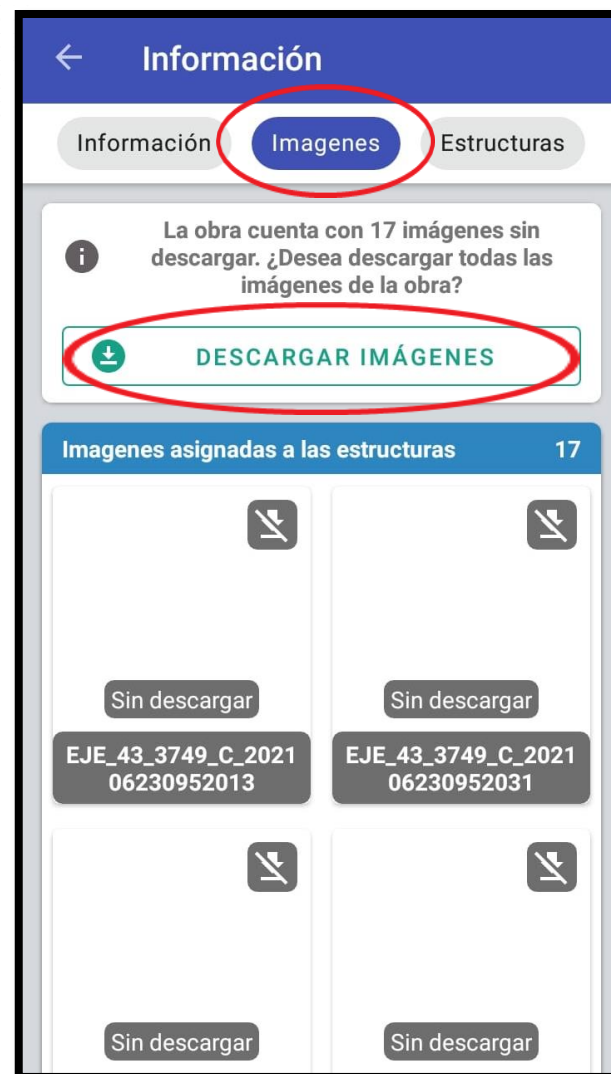 Información
Información
Imagenes
Estructuras
La obra cuenta con 17 imágenes sin
descargar. ¿Desea descargar todas las
imágenes de la obra?
DESCARGAR IMÁGENES
Imagenes asignadas a las estructuras 17
Sin descargar
Sin descargar
EJE_43_3749_C_2021
06230952013
EJE_43_3749_C_2021
06230952031
Sin descargar
Sin descargar